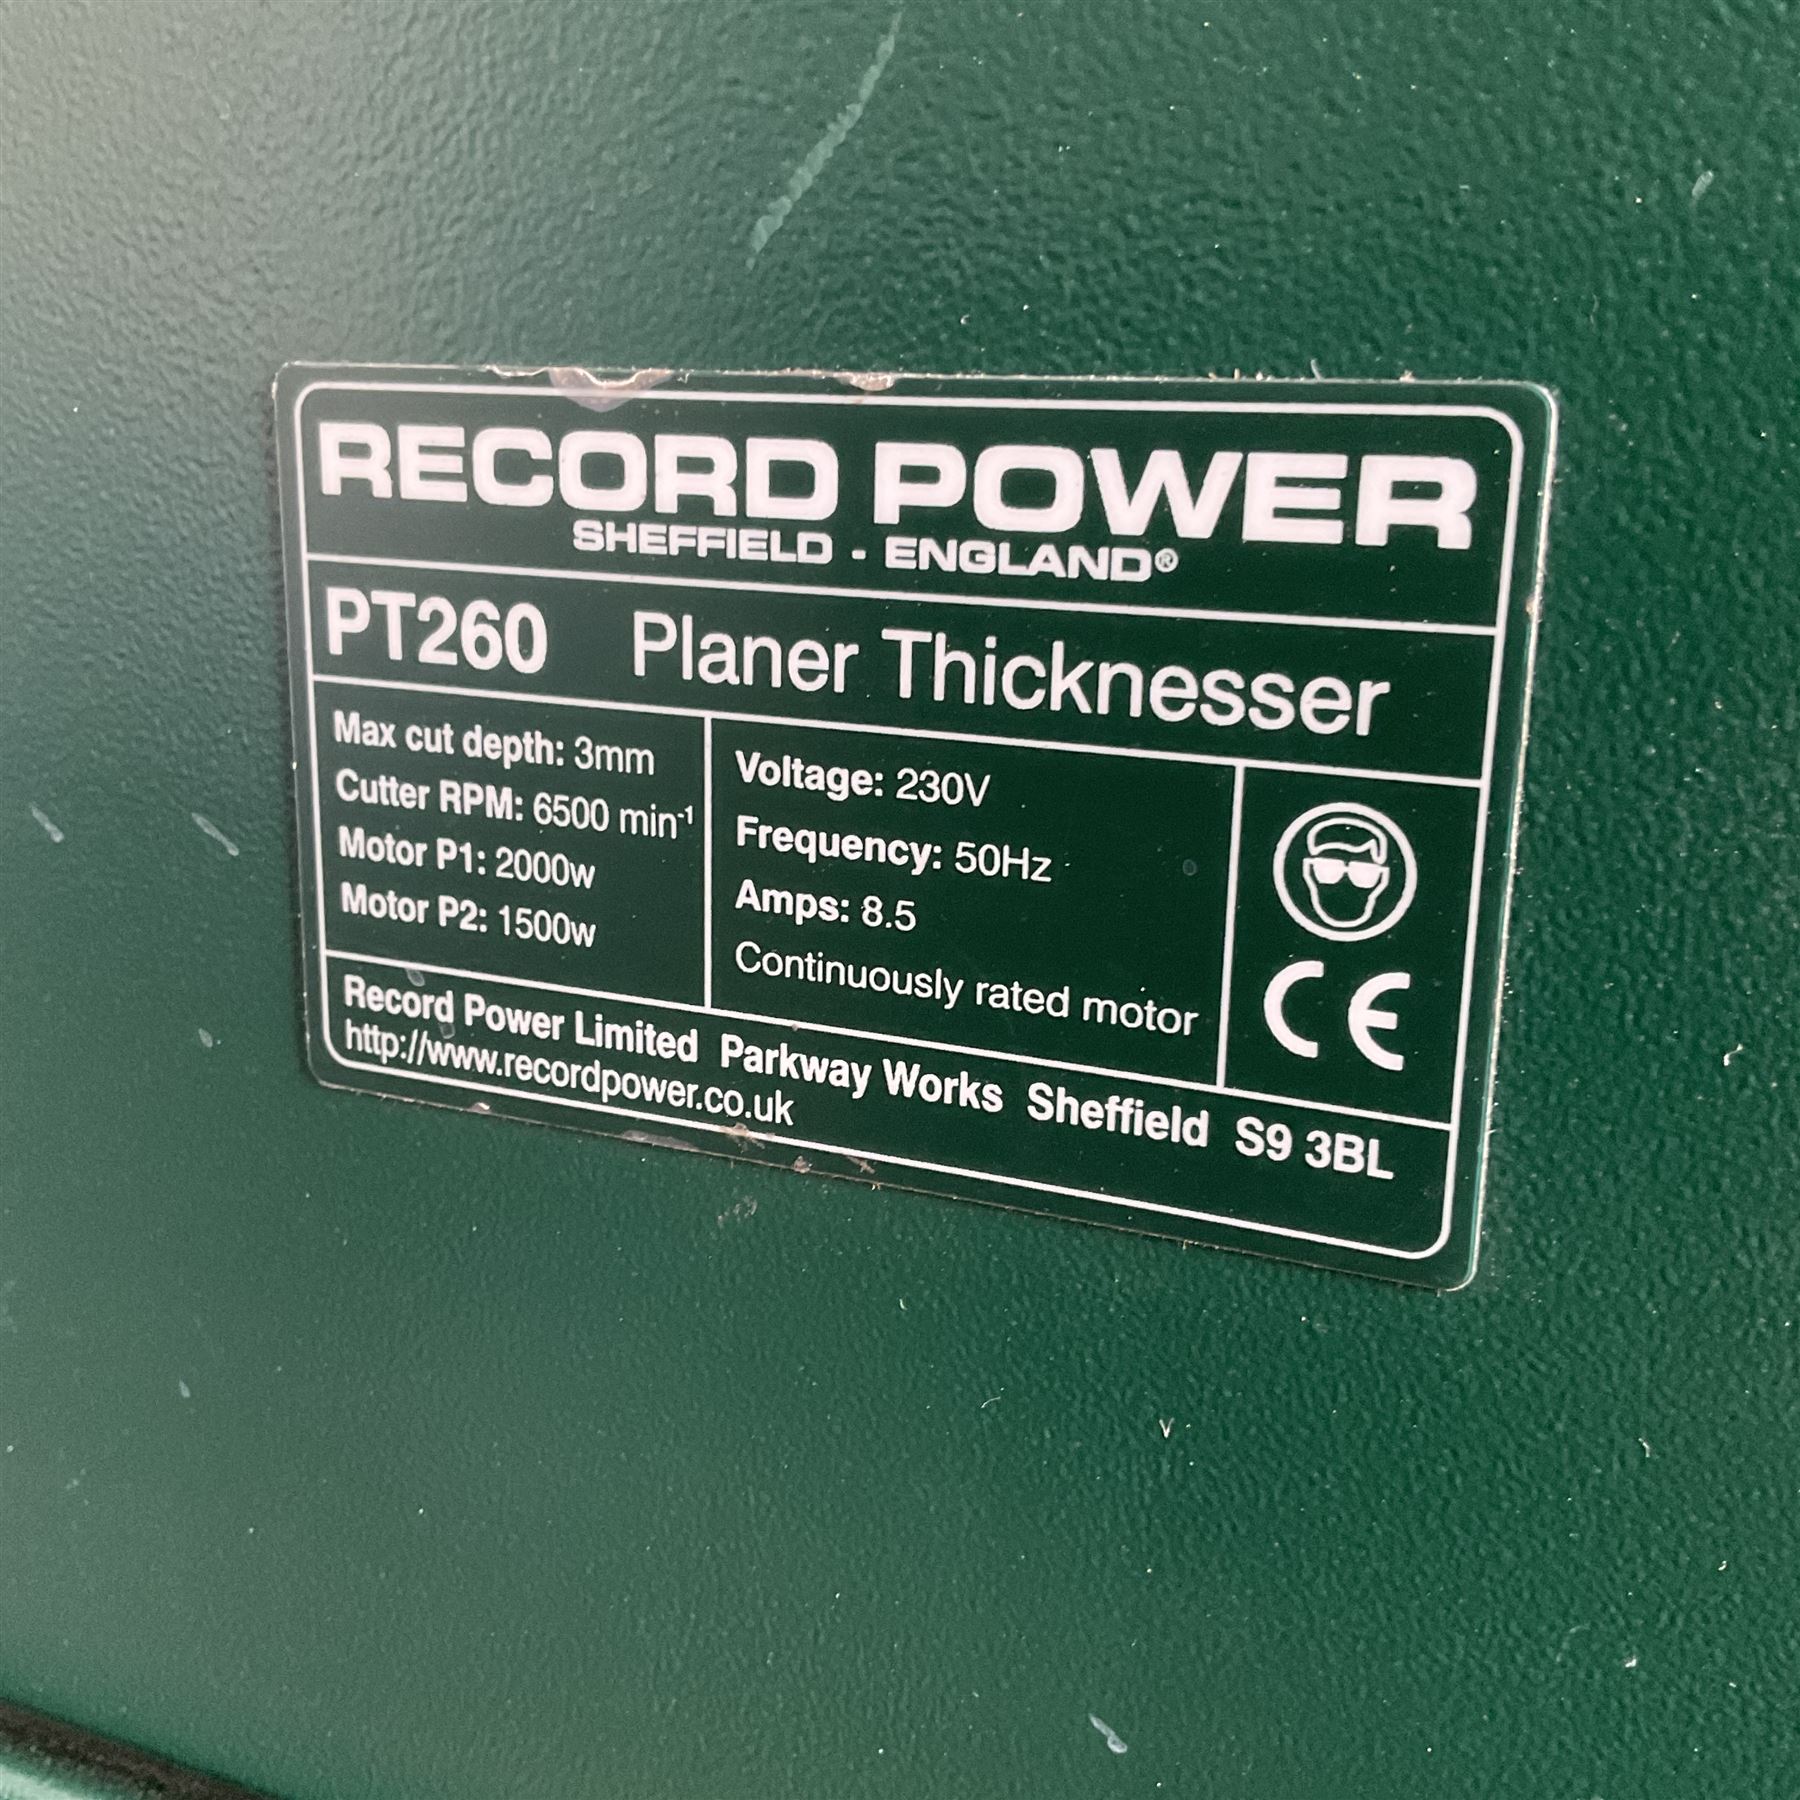 RECORD POWER
SHEFFIELD - ENGLAND®
PT260 Planer Thicknesser
Max cut depth: 3mm
Cutter RPM: 6500 min⁻¹
Motor P1: 2000w
Motor P2: 1500w
Voltage: 230V
Frequency: 50Hz
Amps: 8.5
Continuously rated motor
CE
Record Power Limited Parkway Works Sheffield S9 3BL
http://www.recordpower.co.uk